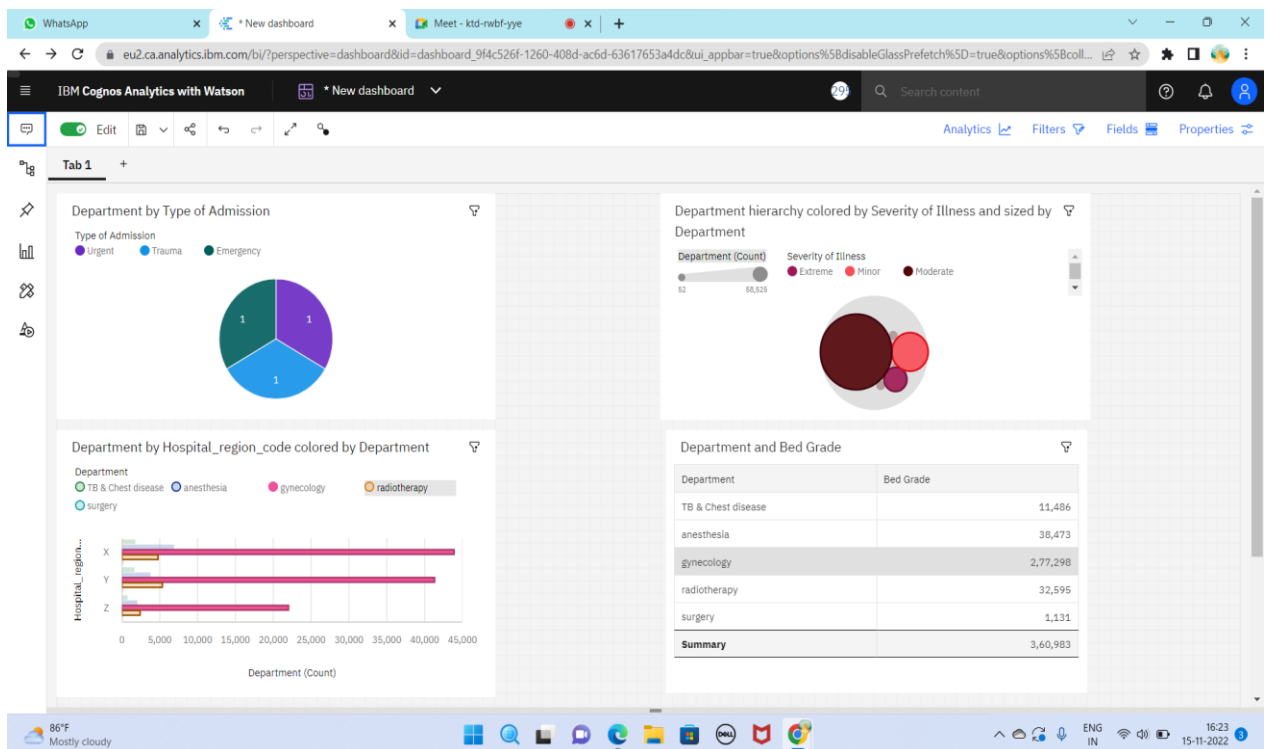 WhatsApp
* New dashboard
Meet - ktd-rwbf-yye
eu2.ca.analytics.ibm.com/bi/?perspective=dashboard&id=dashboard_9f4c526f-1260-408d-ac6d-63617653a4dc&ui_appbar=true&options%5BdisableGlassPrefetch%5D=true&options%5Bcoll...
IBM Cognos Analytics with Watson
* New dashboard
Search content
Edit
Analytics
Filters
Fields
Properties
Tab 1
Department by Type of Admission
Type of Admission
Urgent Trauma Emergency
1 1
1
Department hierarchy colored by Severity of Illness and sized by
Department
Department (Count)
52
Severity of Illness
Extreme Minor Moderate
Department by Hospital_region_code colored by Department
Department
TB & Chest disease anesthesia gynecology radiotherapy
surgery
Hospital_region...
X
Y
Z
0 5,000 10,000 15,000 20,000 25,000 30,000 35,000 40,000 45,000
Department (Count)
Department and Bed Grade
Department Bed Grade
TB & Chest disease 11,486
anesthesia 38,473
gynecology 2,77,298
radiotherapy 32,595
surgery 1,131
Summary 3,60,983
86°F
Mostly cloudy
DELL
ENG
IN
16:23
15-11-2022
3